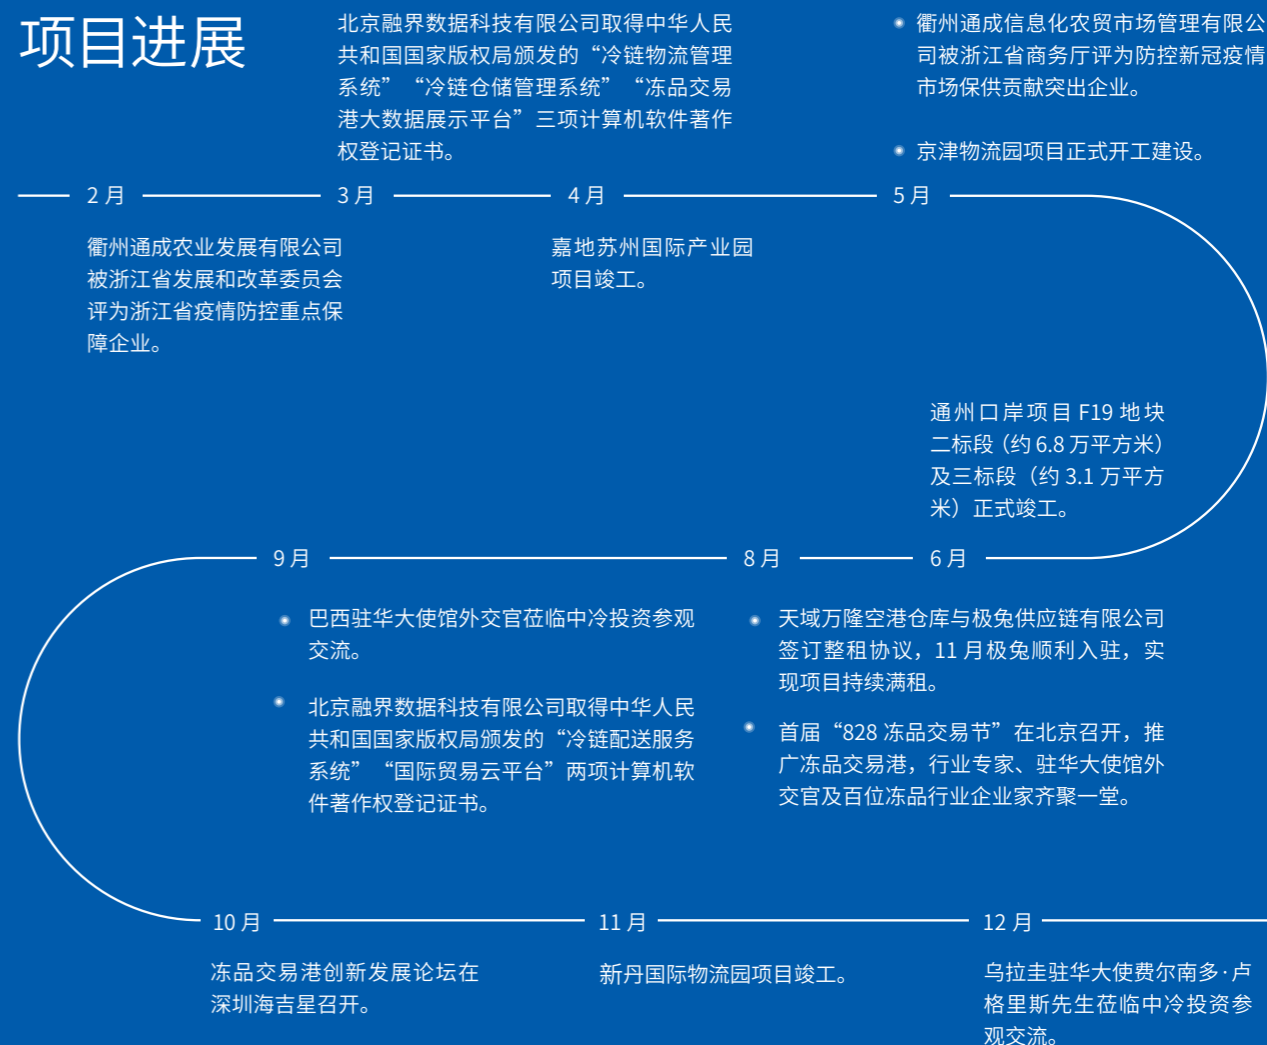 项目进展
北京融界数据科技有限公司取得中华人民
共和国国家版权局颁发的“冷链物流管理
系统”“冷链仓储管理系统”“冻品交易
港大数据展示平台”三项计算机软件著作
权登记证书。
衢州通成信息化农贸市场管理有限公
司被浙江省商务厅评为防控新冠疫情
市场保供贡献突出企业。
京津物流园项目正式开工建设。
2 月
3 月
4 月
5 月
衢州通成农业发展有限公司
被浙江省发展和改革委员会
评为浙江省疫情防控重点保
障企业。
嘉地苏州国际产业园
项目竣工。
通州口岸项目 F19 地块
二标段（约 6.8 万平方米）
及三标段（约 3.1 万平方
米）正式竣工。
9 月
8 月
6 月
巴西驻华大使馆外交官莅临中冷投资参观
交流。
北京融界数据科技有限公司取得中华人民
共和国国家版权局颁发的“冷链配送服务
系统”“国际贸易云平台”两项计算机软
件著作权登记证书。
天域万隆空港仓库与极兔供应链有限公司
签订整租协议，11 月极兔顺利入驻，实
现项目持续满租。
首届“828 冻品交易节”在北京召开，推
广冻品交易港，行业专家、驻华大使馆外
交官及百位冻品行业企业家齐聚一堂。
10 月
11 月
12 月
冻品交易港创新发展论坛在
深圳海吉星召开。
新丹国际物流园项目竣工。
乌拉圭驻华大使费尔南多·卢
格里斯先生莅临中冷投资参
观交流。